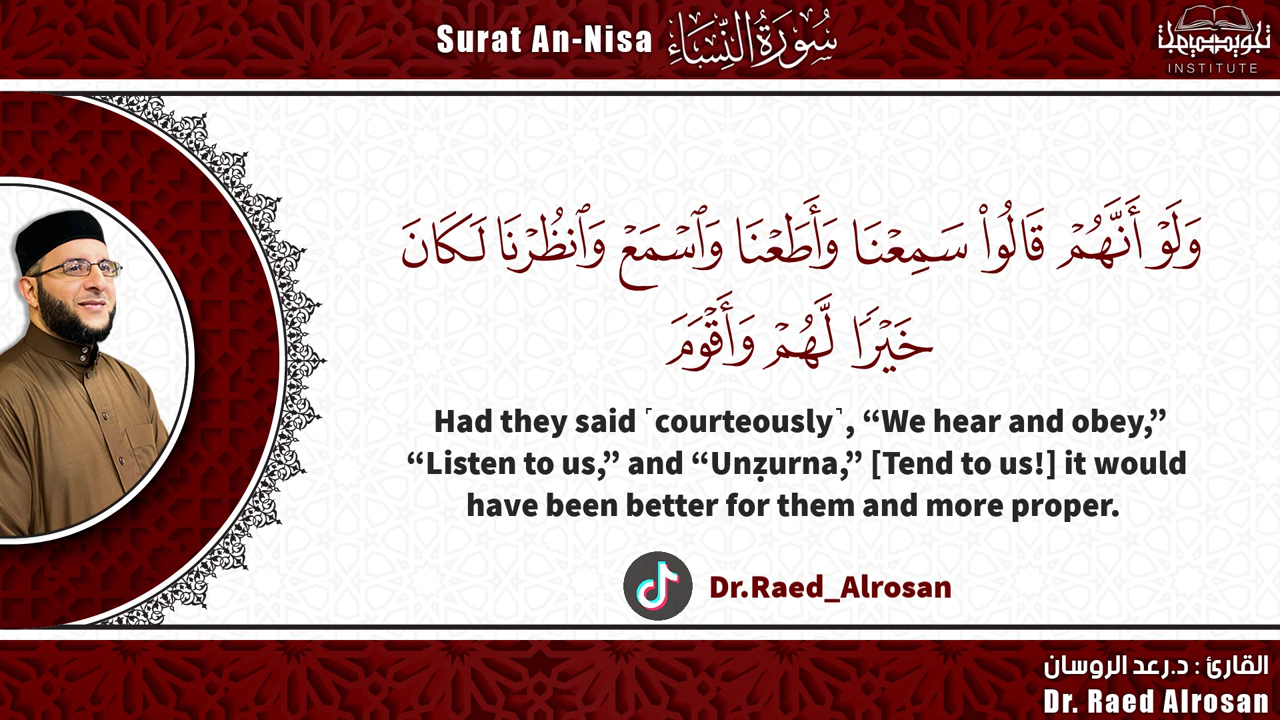 Surat An-Nisa سُورَةُ النِّسَاءِ
INSTITUTE
وَلَوْ أَنَّهُمْ قَالُوا۟ سَمِعْنَا وَأَطَعْنَا وَٱسْمَعْ وَٱنظُرْنَا لَكَانَ
خَيْرًۭا لَّهُمْ وَأَقْوَمَ
Had they said ˹courteously˺, “We hear and obey,”
“Listen to us,” and “Unẓurna,” [Tend to us!] it would
have been better for them and more proper.
Dr.Raed_Alrosan
القارئ : د.رعد الروسان
Dr. Raed Alrosan